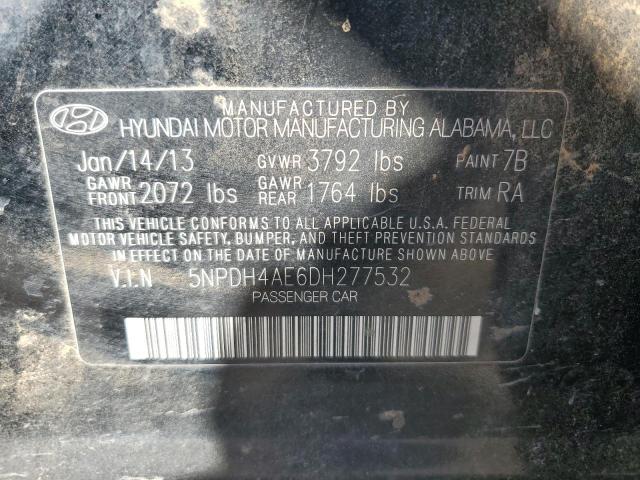 MANUFACTURED BY
HYUNDAI MOTOR MANUFACTURING ALABAMA, LLC
Jan/14/13 GVWR 3792 lbs PAINT 7B
GAWR FRONT 2072 lbs GAWR REAR 1764 lbs TRIM RA
THIS VEHICLE CONFORMS TO ALL APPLICABLE U.S.A. FEDERAL
MOTOR VEHICLE SAFETY, BUMPER, AND THEFT PREVENTION STANDARDS
IN EFFECT ON THE DATE OF MANUFACTURE SHOWN ABOVE
V.I.N 5NPDH4AE6DH277532
PASSENGER CAR